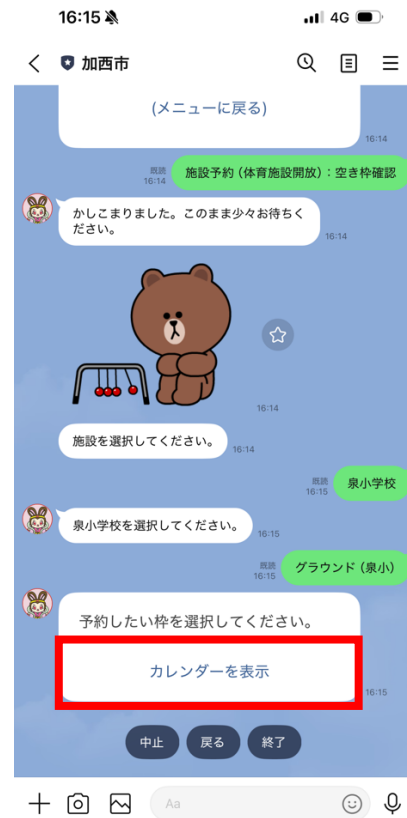 16:15
4G
加西市
(メニューに戻る)
16:14
既読
16:14
施設予約（体育施設開放）：空き枠確認
かしこまりました。このまま少々お待ちく
ださい。
16:14
16:14
施設を選択してください。
16:14
既読
16:15
泉小学校
泉小学校を選択してください。
16:15
既読
16:15
グラウンド（泉小）
予約したい枠を選択してください。
カレンダーを表示
16:15
中止
戻る
終了
Aa